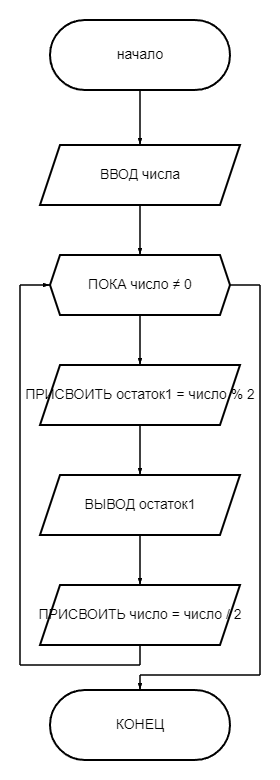 начало
ВВОД числа
ПОКА число ≠ 0
ПРИСВОИТЬ остаток1 = число % 2
ВЫВОД остаток1
ПРИСВОИТЬ число = число / 2
КОНЕЦ